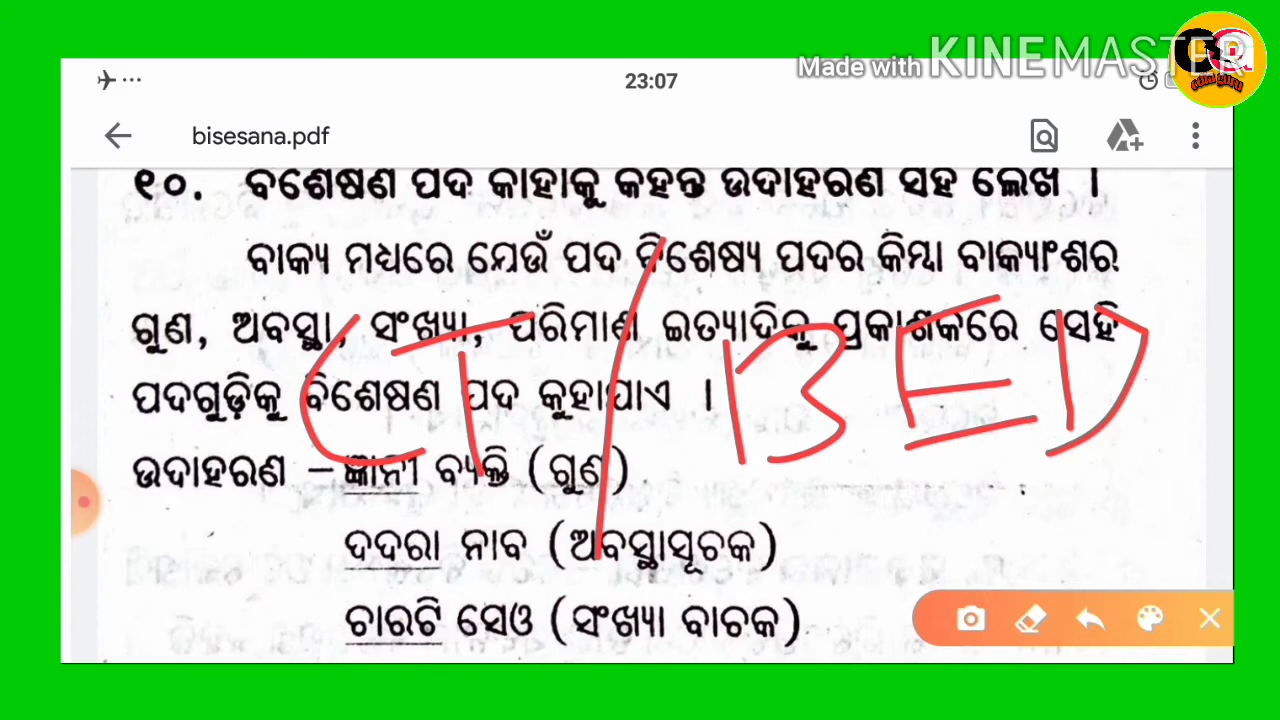 Made with KINEMASTER
23:07
bisesana.pdf
୧୦. ବିଶେଷଣ ପଦ କାହାକୁ କହନ୍ତି ଉଦାହରଣ ସହ ଲେଖ ।
ବାକ୍ୟ ମଧ୍ୟରେ ଯେଉଁ ପଦ ବିଶେଷ୍ୟ ପଦର କିମ୍ବା ବାକ୍ୟାଂଶର
ଗୁଣ, ଅବସ୍ଥା, ସଂଖ୍ୟା, ପରିମାଣ ଇତ୍ୟାଦିକୁ ପ୍ରକାଶକରେ ସେହି
ପଦଗୁଡ଼ିକୁ ବିଶେଷଣ ପଦ କୁହାଯାଏ ।
CT / BED
ଉଦାହରଣ – ଜ୍ଞାନୀ ବ୍ୟକ୍ତି (ଗୁଣ)
ଦଦରା ନାବ (ଅବସ୍ଥାସୂଚକ)
ଚାରଟି ସେଓ (ସଂଖ୍ୟା ବାଚକ)